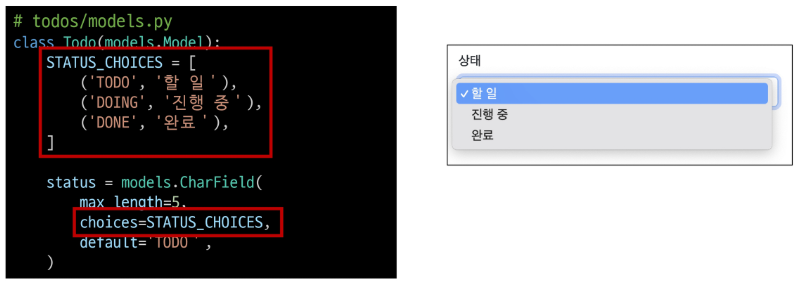 # todos/models.py
class Todo(models.Model):
    STATUS_CHOICES = [
        ('TODO', '할 일'),
        ('DOING', '진행 중'),
        ('DONE', '완료'),
    ]
    status = models.CharField(
        max_length=5,
        choices=STATUS_CHOICES,
        default='TODO',
    )
상태
✓ 할 일
진행 중
완료